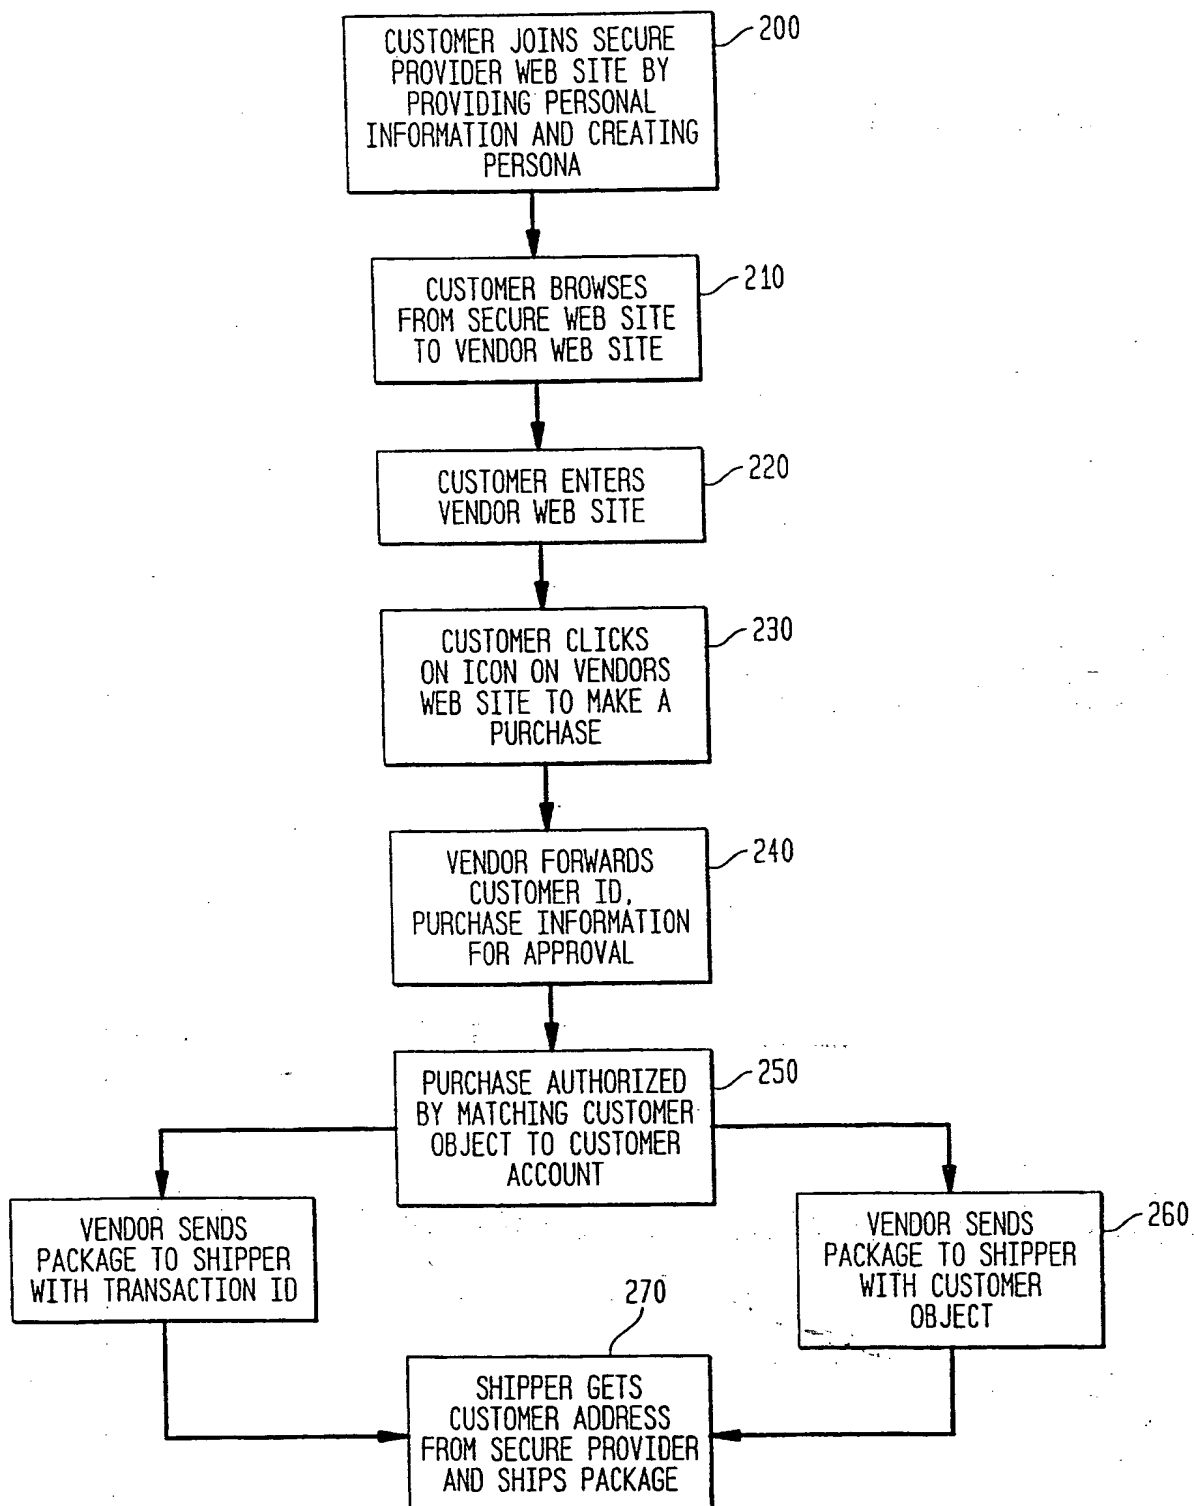 CUSTOMER JOINS SECURE
PROVIDER WEB SITE BY
PROVIDING PERSONAL
INFORMATION AND CREATING
PERSONA
200
CUSTOMER BROWSES
FROM SECURE WEB SITE
TO VENDOR WEB SITE
210
CUSTOMER ENTERS
VENDOR WEB SITE
220
CUSTOMER CLICKS
ON ICON ON VENDORS
WEB SITE TO MAKE A
PURCHASE
230
VENDOR FORWARDS
CUSTOMER ID,
PURCHASE INFORMATION
FOR APPROVAL
240
PURCHASE AUTHORIZED
BY MATCHING CUSTOMER
OBJECT TO CUSTOMER
ACCOUNT
250
VENDOR SENDS
PACKAGE TO SHIPPER
WITH TRANSACTION ID
VENDOR SENDS
PACKAGE TO SHIPPER
WITH CUSTOMER
OBJECT
260
270
SHIPPER GETS
CUSTOMER ADDRESS
FROM SECURE PROVIDER
AND SHIPS PACKAGE